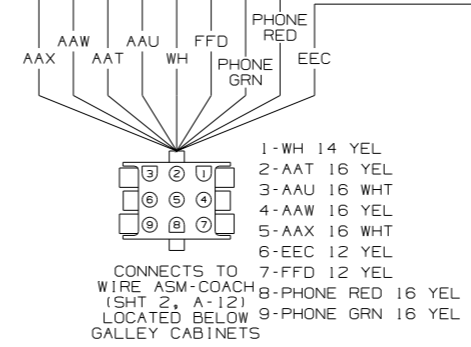 AAX
AAW
AAT
AAU
WH
FFD
PHONE
GRN
PHONE
RED
EEC
3 2 1
6 5 4
9 8 7
1-WH 14 YEL
2-AAT 16 YEL
3-AAU 16 WHT
4-AAW 16 YEL
5-AAX 16 WHT
6-EEC 12 YEL
7-FFD 12 YEL
8-PHONE RED 16 YEL
9-PHONE GRN 16 YEL
CONNECTS TO
WIRE ASM-COACH
(SHT 2, A-12)
LOCATED BELOW
GALLEY CABINETS